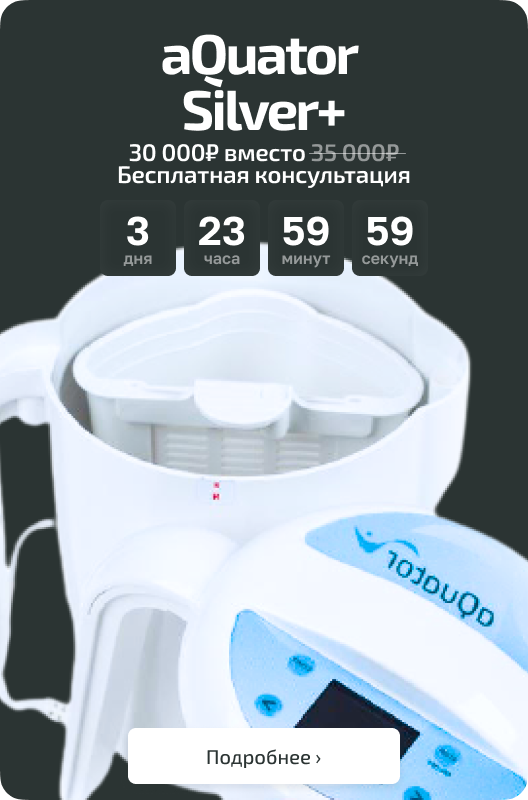 aQuator
Silver+
30 000₽ вместо 35 000₽
Бесплатная консультация
3 23 59 59
дня часа минут секунд
aQuator
Подробнее ›